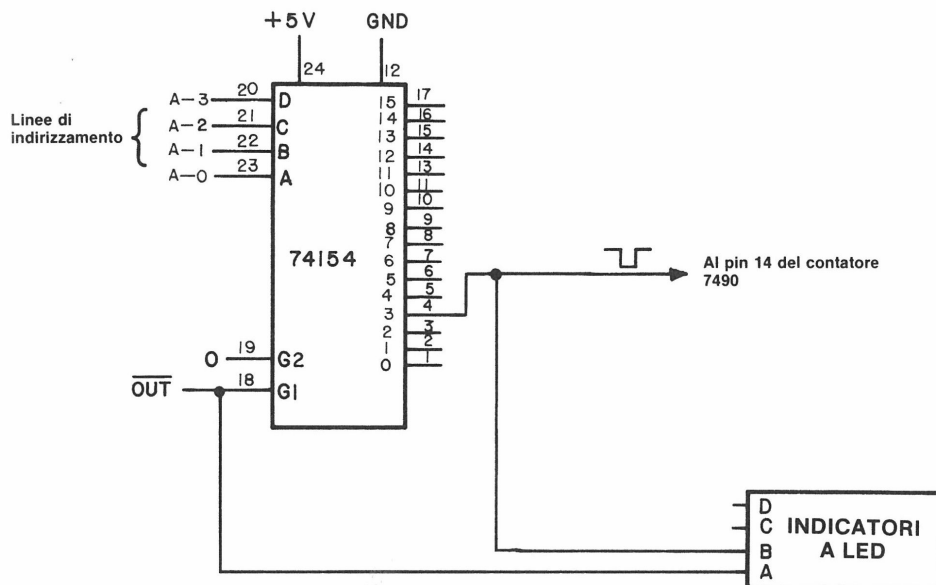 +5V GND
24 12
A-3 20 D
A-2 21 C
A-1 22 B
A-0 23 A
Linee di
indirizzamento
15 17
14 16
13 15
12 14
11 13
10 11
9 10
8 9
7 8
6 7
5 6
4 5
3 4
2 3
1 2
0 1
74154
Al pin 14 del contatore
7490
0 19 G2
OUT 18 G1
D
C
B
A
INDICATORI
A LED